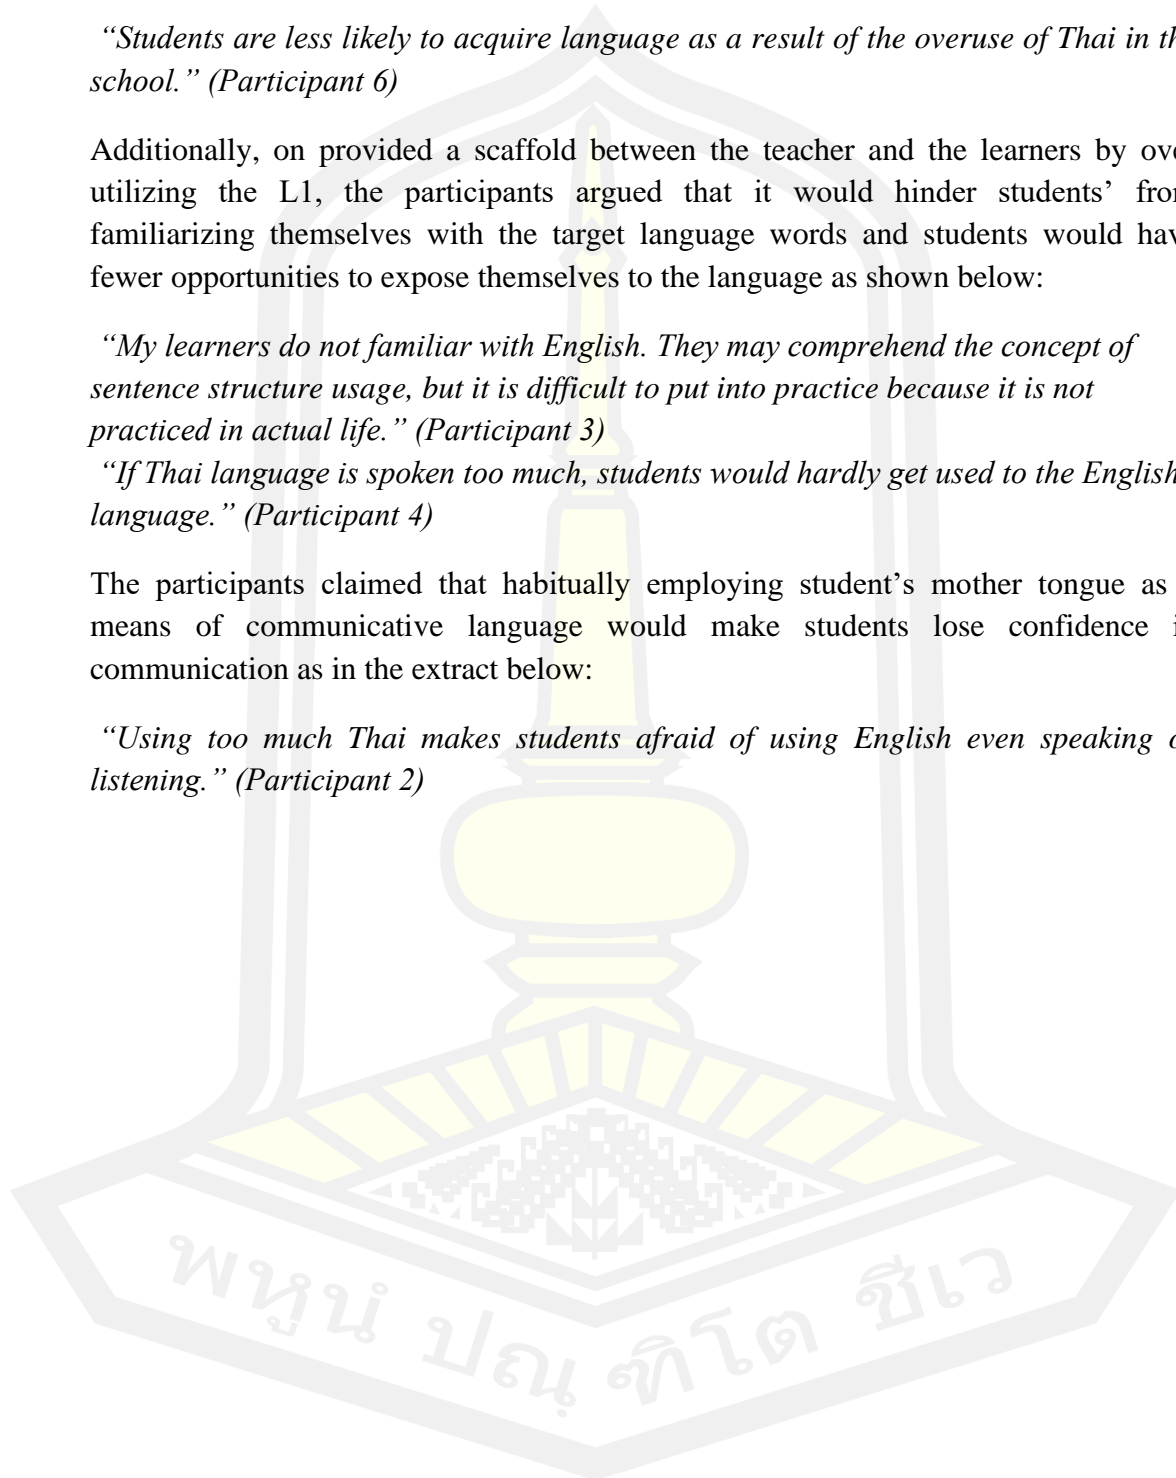 “Students are less likely to acquire language as a result of the overuse of Thai in th
school.” (Participant 6)
Additionally, on provided a scaffold between the teacher and the learners by ove
utilizing the L1, the participants argued that it would hinder students’ fro
familiarizing themselves with the target language words and students would hav
fewer opportunities to expose themselves to the language as shown below:
“My learners do not familiar with English. They may comprehend the concept of
sentence structure usage, but it is difficult to put into practice because it is not
practiced in actual life.” (Participant 3)
“If Thai language is spoken too much, students would hardly get used to the English
language.” (Participant 4)
The participants claimed that habitually employing student’s mother tongue as
means of communicative language would make students lose confidence i
communication as in the extract below:
“Using too much Thai makes students afraid of using English even speaking o
listening.” (Participant 2)
พหูนํ ปณฺฑิโต ชีเว